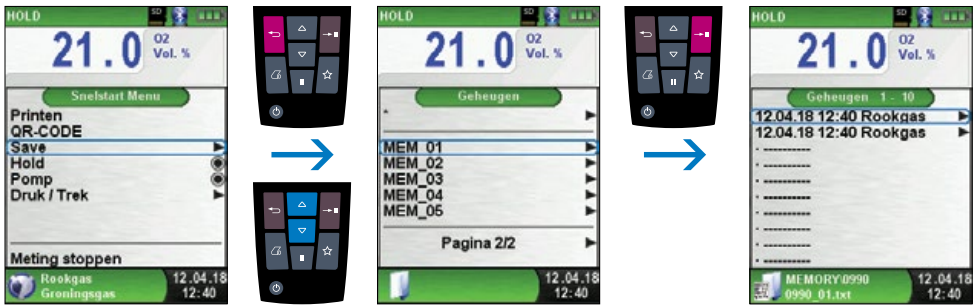 HOLD
SD
21.0
O2
Vol. %
Snelstart Menu
Printen
QR-CODE
Save
Hold
Pomp
Druk / Trek
Meting stoppen
Rookgas
Groningsgas
12.04.18
12:40
HOLD
SD
21.0
O2
Vol. %
Geheugen
MEM_01
MEM_02
MEM_03
MEM_04
MEM_05
Pagina 2/2
12.04.18
12:40
HOLD
SD
21.0
O2
Vol. %
Geheugen 1 - 10
12.04.18 12:40 Rookgas
12.04.18 12:40 Rookgas
- ---------
- ---------
- ---------
- ---------
- ---------
- ---------
- ---------
- ---------
MEMORY\0990
0990_01.txt
12.04.18
12:40